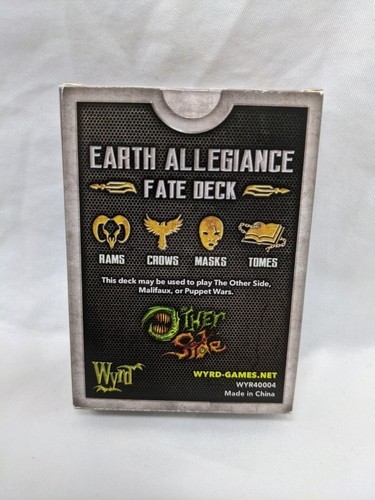 EARTH ALLEGIANCE
FATE DECK
RAMS CROWS MASKS TOMES
This deck may be used to play The Other Side,
Malifaux, or Puppet Wars.
Other
Side
Wyrd
WYRD-GAMES.NET
WYR40004
Made in China